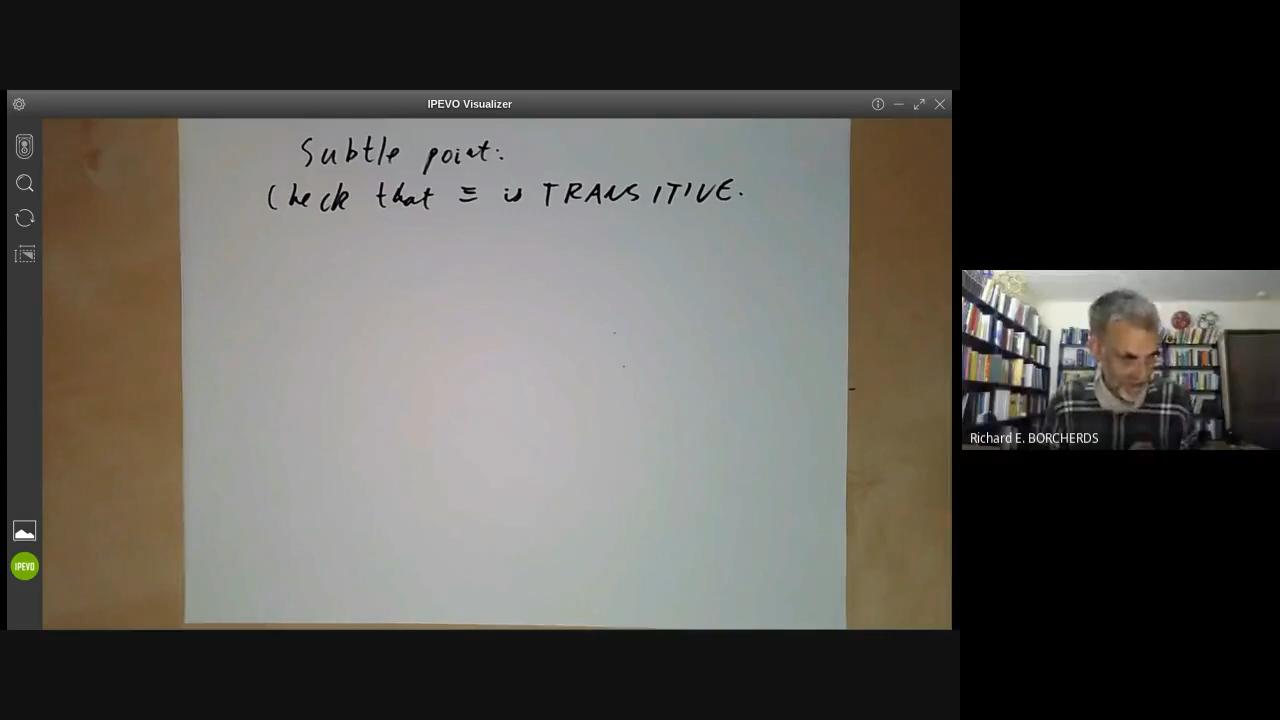 IPEVO Visualizer
Subtle point:
Check that ≡ is TRANSITIVE.
Richard E. BORCHERDS
IPEVO